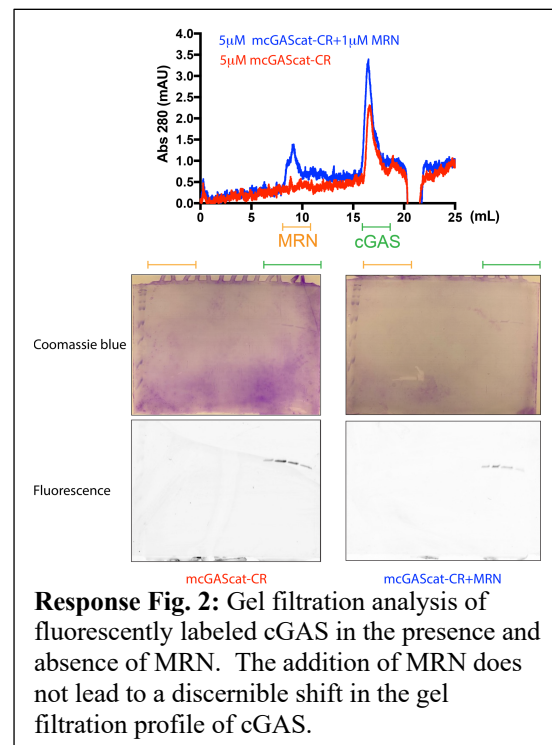 5μM mcGAScat-CR+1μM MRN
5μM mcGAScat-CR
Abs 280 (mAU)
4.0
3.5
3.0
2.5
2.0
1.5
1.0
0.5
0.0
0 5 10 15 20 25 (mL)
MRN cGAS
Coomassie blue
Fluorescence
mcGAScat-CR mcGAScat-CR+MRN
Response Fig. 2: Gel filtration analysis of
fluorescently labeled cGAS in the presence and
absence of MRN. The addition of MRN does
not lead to a discernible shift in the gel
filtration profile of cGAS.